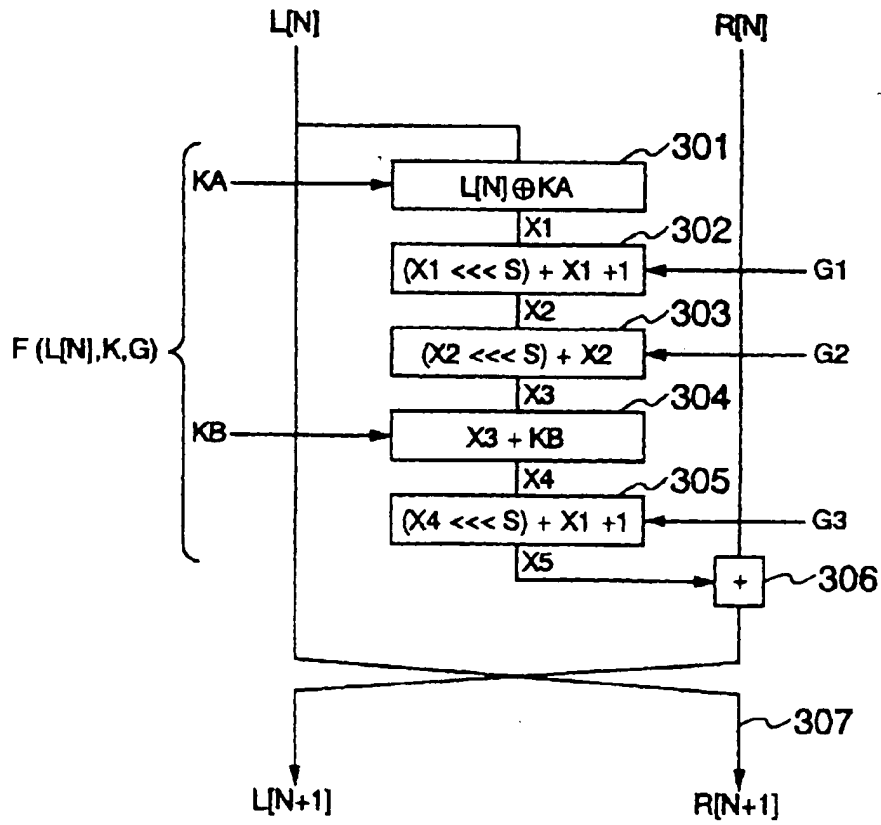 L[N]
R[N]
301
KA
L[N]⊕KA
X1
302
(X1 <<< S) + X1 +1
G1
X2
303
F (L[N],K,G)
(X2 <<< S) + X2
G2
X3
304
KB
X3 + KB
X4
305
(X4 <<< S) + X1 +1
G3
X5
+
306
307
L[N+1]
R[N+1]